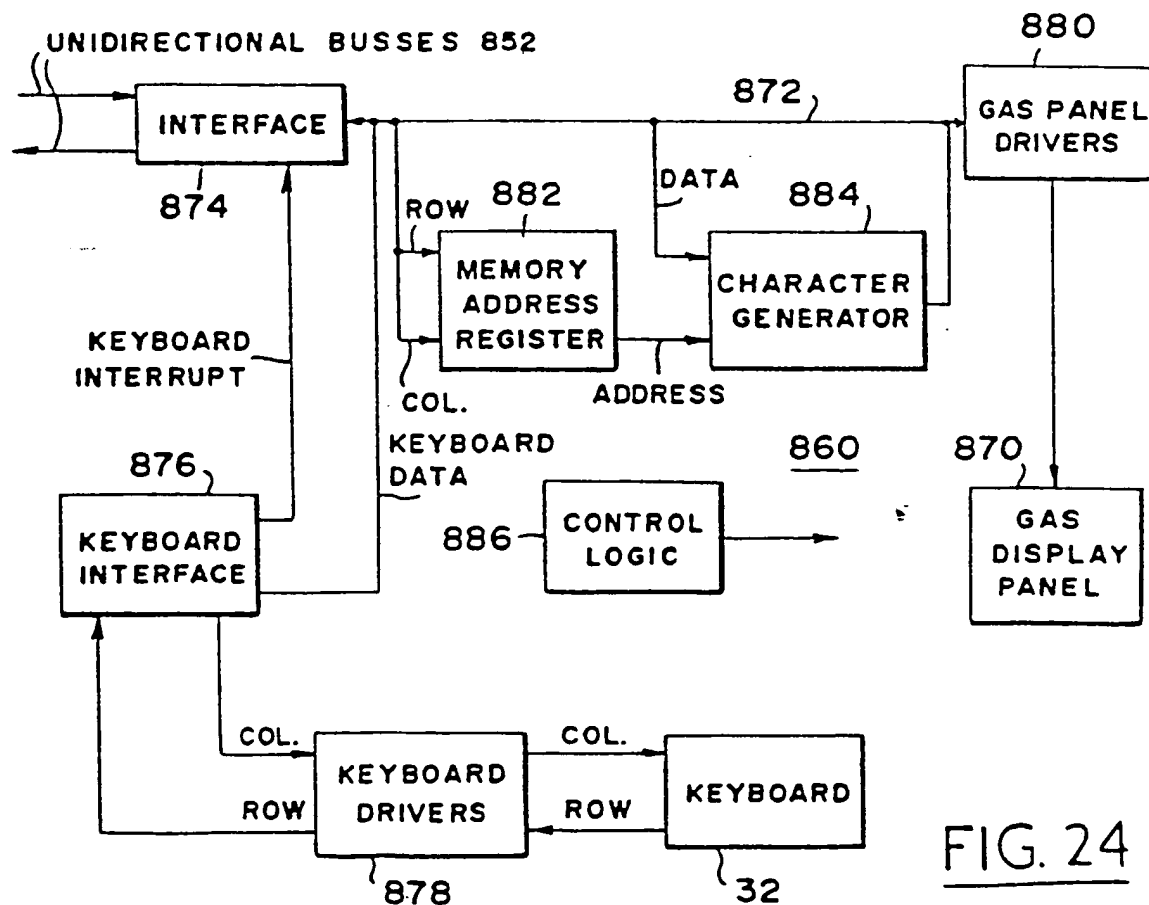 UNIDIRECTIONAL BUSSES 852
880
INTERFACE
872
GAS PANEL
DRIVERS
874
DATA
882
884
ROW
MEMORY
ADDRESS
REGISTER
CHARACTER
GENERATOR
KEYBOARD
INTERRUPT
COL.
ADDRESS
KEYBOARD
DATA
860
870
876
KEYBOARD
INTERFACE
886
CONTROL
LOGIC
GAS
DISPLAY
PANEL
COL.
COL.
KEYBOARD
DRIVERS
KEYBOARD
ROW
ROW
878
32
FIG. 24